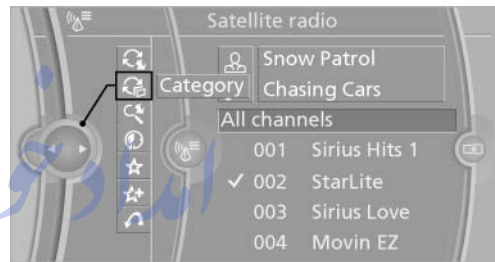 Satellite radio
Snow Patrol
Category
Chasing Cars
All channels
001 Sirius Hits 1
✓ 002 StarLite
003 Sirius Love
004 Movin EZ